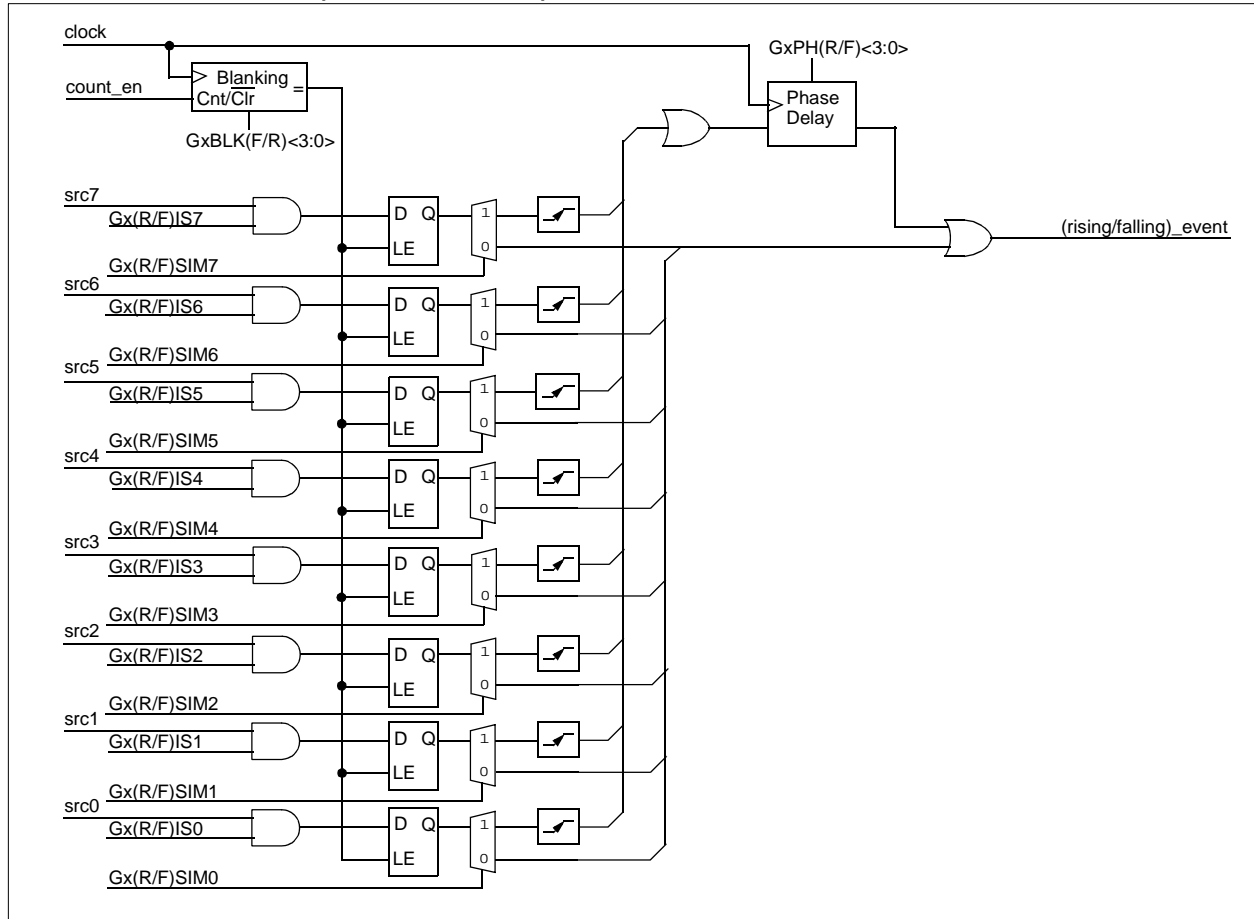 clock
GxPH(R/F)<3:0>
Blanking
=
count_en
Cnt/Clr
Phase
Delay
GxBLK(F/R)<3:0>
src7
Gx(R/F)IS7
D Q
1
LE
0
(rising/falling)_event
Gx(R/F)SIM7
src6
Gx(R/F)IS6
D Q
1
LE
0
Gx(R/F)SIM6
src5
Gx(R/F)IS5
D Q
1
LE
0
Gx(R/F)SIM5
src4
Gx(R/F)IS4
D Q
1
LE
0
Gx(R/F)SIM4
src3
Gx(R/F)IS3
D Q
1
LE
0
Gx(R/F)SIM3
src2
Gx(R/F)IS2
D Q
1
LE
0
Gx(R/F)SIM2
src1
Gx(R/F)IS1
D Q
1
LE
0
Gx(R/F)SIM1
src0
Gx(R/F)IS0
D Q
1
LE
0
Gx(R/F)SIM0